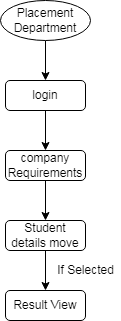 Placement
Department
login
company
Requirements
Student
details move
If Selected
Result View